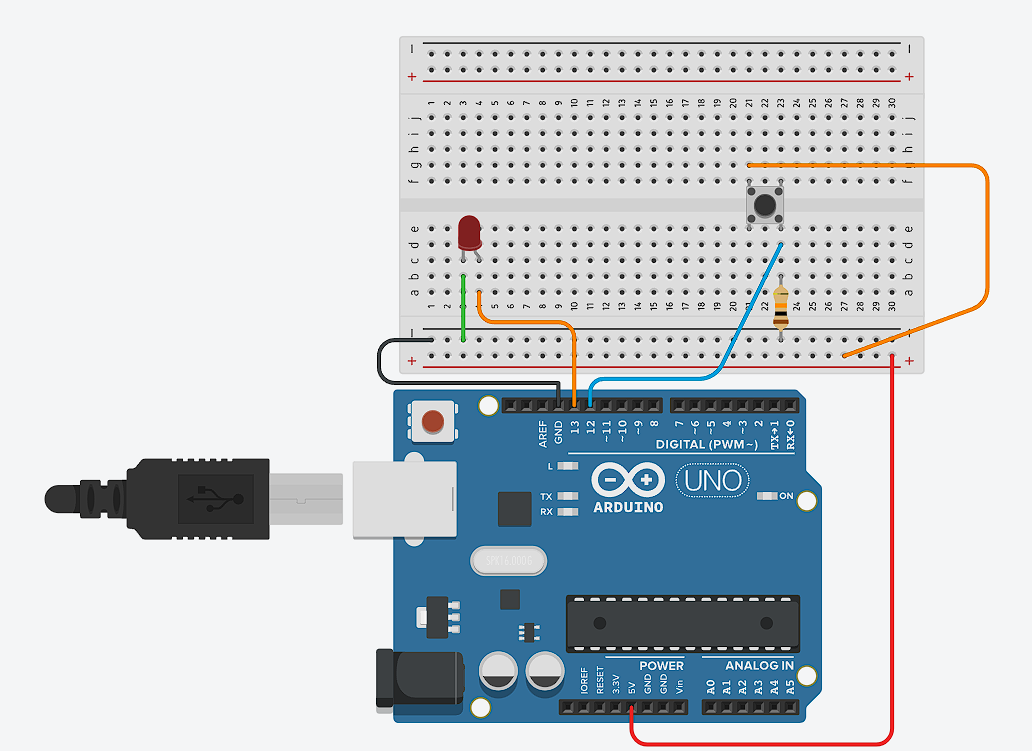 − −
+ +
1 2 3 4 5 6 7 8 9 10 11 12 13 14 15 16 17 18 19 20 21 22 23 24 25 26 27 28 29 30
j j
i i
h h
g g
f f
e e
d d
c c
b b
a a
1 2 3 4 5 6 7 8 9 10 11 12 13 14 15 16 17 18 19 20 21 22 23 24 25 26 27 28 29 30
− −
+ +
AREF GND 13 12 ~11 ~10 ~9 8 7 ~6 ~5 4 ~3 2 TX→1 RX←0
DIGITAL (PWM~)
L
TX
RX
UNO
ARDUINO
ON
SPK16.000G
POWER ANALOG IN
IOREF RESET 3.3V 5V GND GND Vin A0 A1 A2 A3 A4 A5